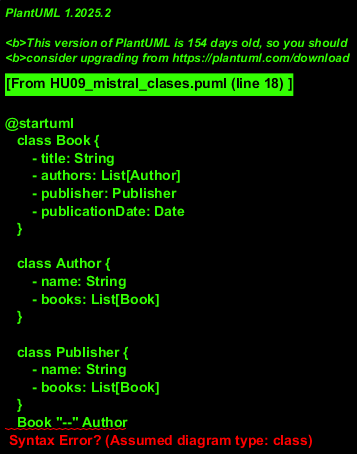 PlantUML 1.2025.2
<b>This version of PlantUML is 154 days old, so you should
<b>consider upgrading from https://plantuml.com/download
[From HU09_mistral_clases.puml (line 18) ]
@startuml
class Book {
- title: String
- authors: List[Author]
- publisher: Publisher
- publicationDate: Date
}
class Author {
- name: String
- books: List[Book]
}
class Publisher {
- name: String
- books: List[Book]
}
Book "--" Author
Syntax Error? (Assumed diagram type: class)